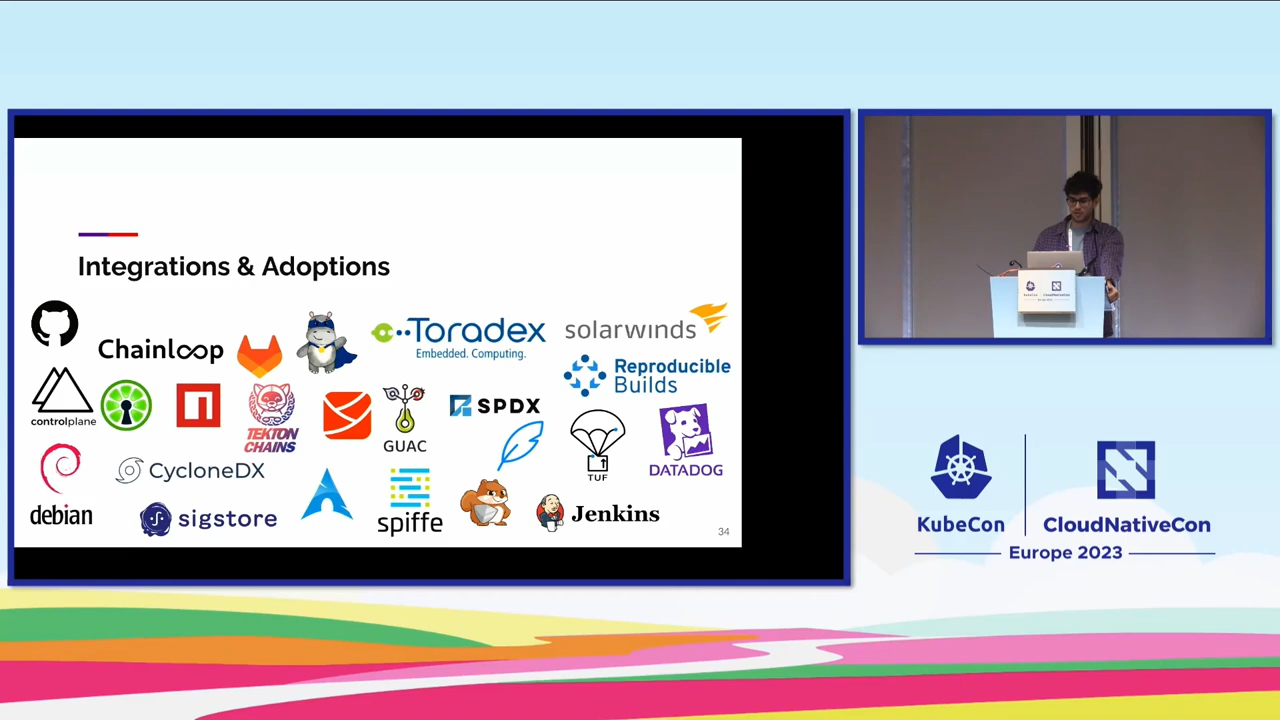 Integrations & Adoptions
Chainloop
Toradex
Embedded. Computing.
solarwinds
Reproducible
Builds
controlplane
TEKTON
CHAINS
GUAC
SPDX
TUF
DATADOG
debian
CycloneDX
sigstore
spiffe
Jenkins
34
KubeCon
CloudNativeCon
Europe 2023